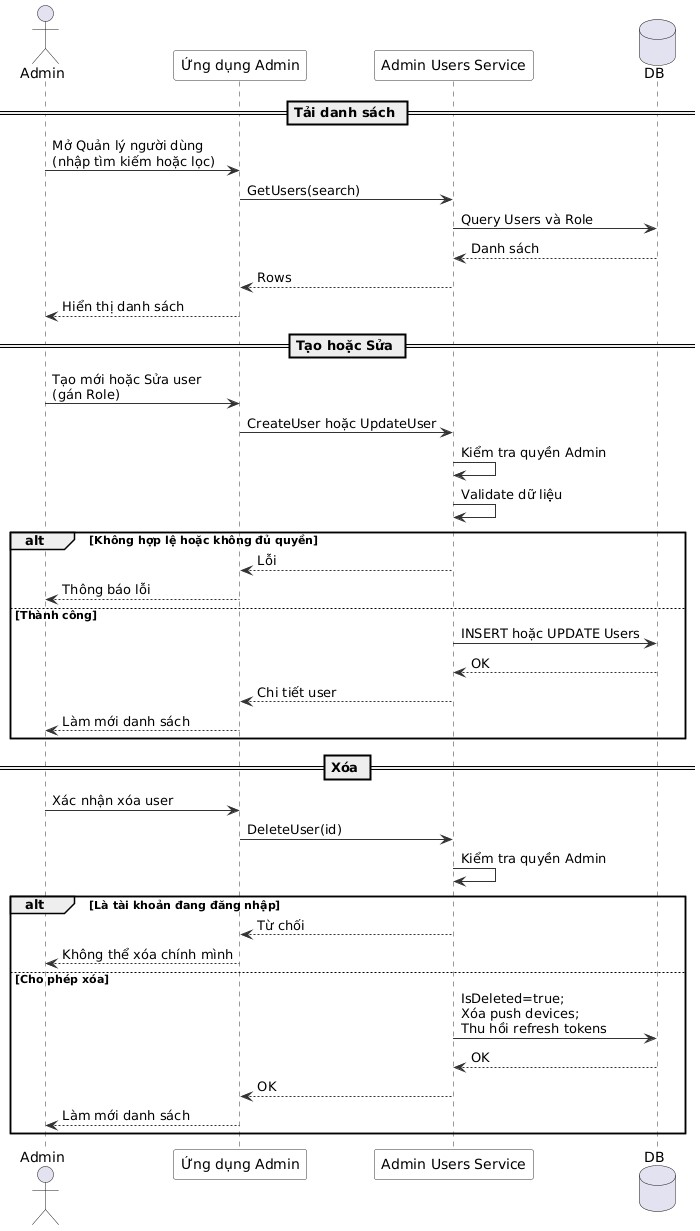 Admin
Ứng dụng Admin
Admin Users Service
DB
Tải danh sách
Mở Quản lý người dùng
(nhập tìm kiếm hoặc lọc)
GetUsers(search)
Query Users và Role
Danh sách
Rows
Hiển thị danh sách
Tạo hoặc Sửa
Tạo mới hoặc Sửa user
(gán Role)
CreateUser hoặc UpdateUser
Kiểm tra quyền Admin
Validate dữ liệu
alt
[Không hợp lệ hoặc không đủ quyền]
Lỗi
Thông báo lỗi
[Thành công]
INSERT hoặc UPDATE Users
OK
Chi tiết user
Làm mới danh sách
Xóa
Xác nhận xóa user
DeleteUser(id)
Kiểm tra quyền Admin
alt
[Là tài khoản đang đăng nhập]
Từ chối
Không thể xóa chính mình
[Cho phép xóa]
IsDeleted=true;
Xóa push devices;
Thu hồi refresh tokens
OK
OK
Làm mới danh sách
Admin
Ứng dụng Admin
Admin Users Service
DB